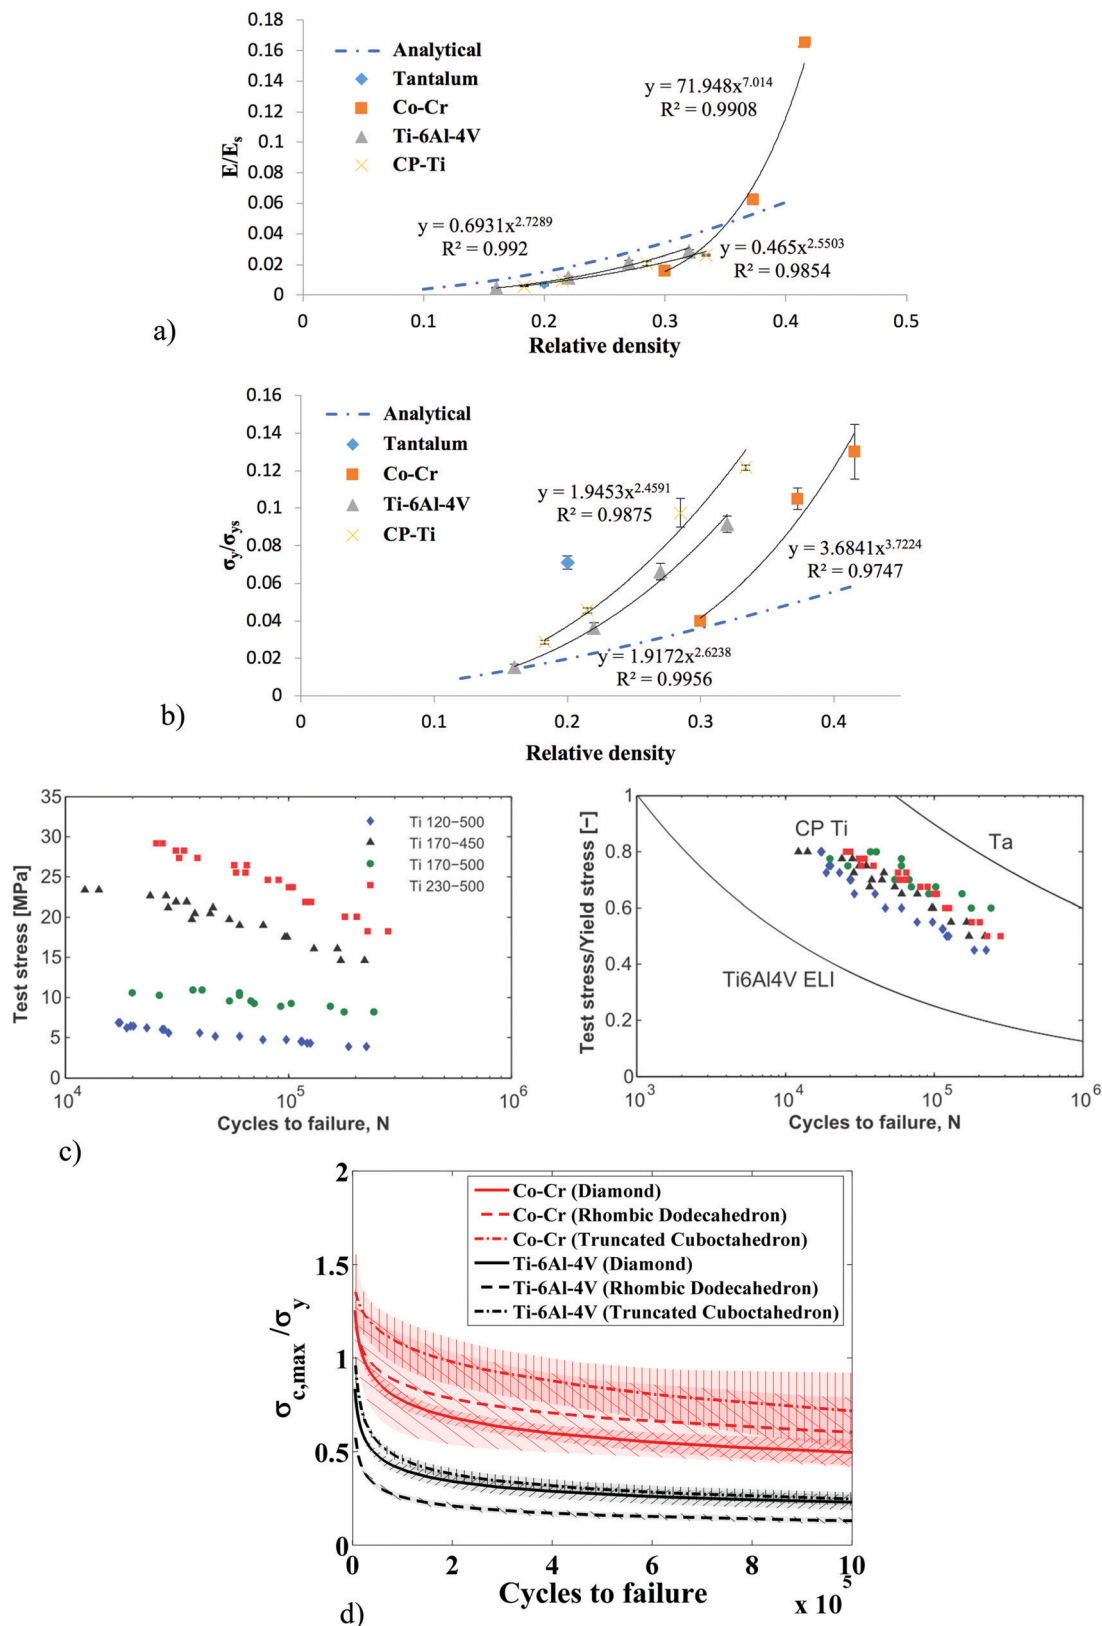 0.18
0.16
0.14
0.12
0.1
0.08
0.06
0.04
0.02
0
E/Es
Analytical
Tantalum
Co-Cr
Ti-6Al-4V
CP-Ti
y = 71.948x^7.014
R² = 0.9908
y = 0.6931x^2.7289
R² = 0.992
y = 0.465x^2.5503
R² = 0.9854
0 0.1 0.2 0.3 0.4 0.5
Relative density
a)
0.16
0.14
0.12
0.1
0.08
0.06
0.04
0.02
0
σy/σys
Analytical
Tantalum
Co-Cr
Ti-6Al-4V
CP-Ti
y = 1.9453x^2.4591
R² = 0.9875
y = 3.6841x^3.7224
R² = 0.9747
y = 1.9172x^2.6238
R² = 0.9956
0 0.1 0.2 0.3 0.4
Relative density
b)
35
30
25
20
15
10
5
0
Test stress [MPa]
Ti 120-500
Ti 170-450
Ti 170-500
Ti 230-500
10^4 10^5 10^6
Cycles to failure, N
1
0.8
0.6
0.4
0.2
0
Test stress/Yield stress [-]
CP Ti
Ta
Ti6Al4V ELI
10^3 10^4 10^5 10^6
Cycles to failure, N
c)
2
1.5
1
0.5
0
σc,max /σy
Co-Cr (Diamond)
Co-Cr (Rhombic Dodecahedron)
Co-Cr (Truncated Cuboctahedron)
Ti-6Al-4V (Diamond)
Ti-6Al-4V (Rhombic Dodecahedron)
Ti-6Al-4V (Truncated Cuboctahedron)
0 2 4 6 8 10
Cycles to failure
x 10^5
d)